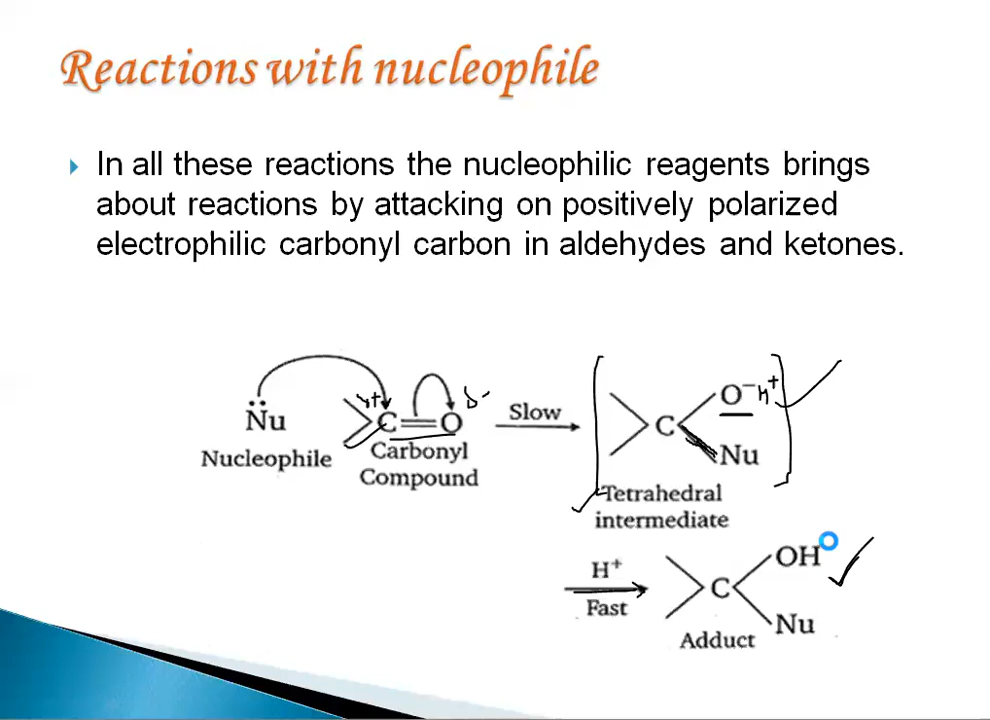 Reactions with nucleophile
In all these reactions the nucleophilic reagents brings
about reactions by attacking on positively polarized
electrophilic carbonyl carbon in aldehydes and ketones.
N̈u
C=O
δ-
Slow
C
O⁻
H⁺
Nu
Nucleophile
Carbonyl
Compound
Tetrahedral
intermediate
H⁺
Fast
C
OH
Nu
Adduct